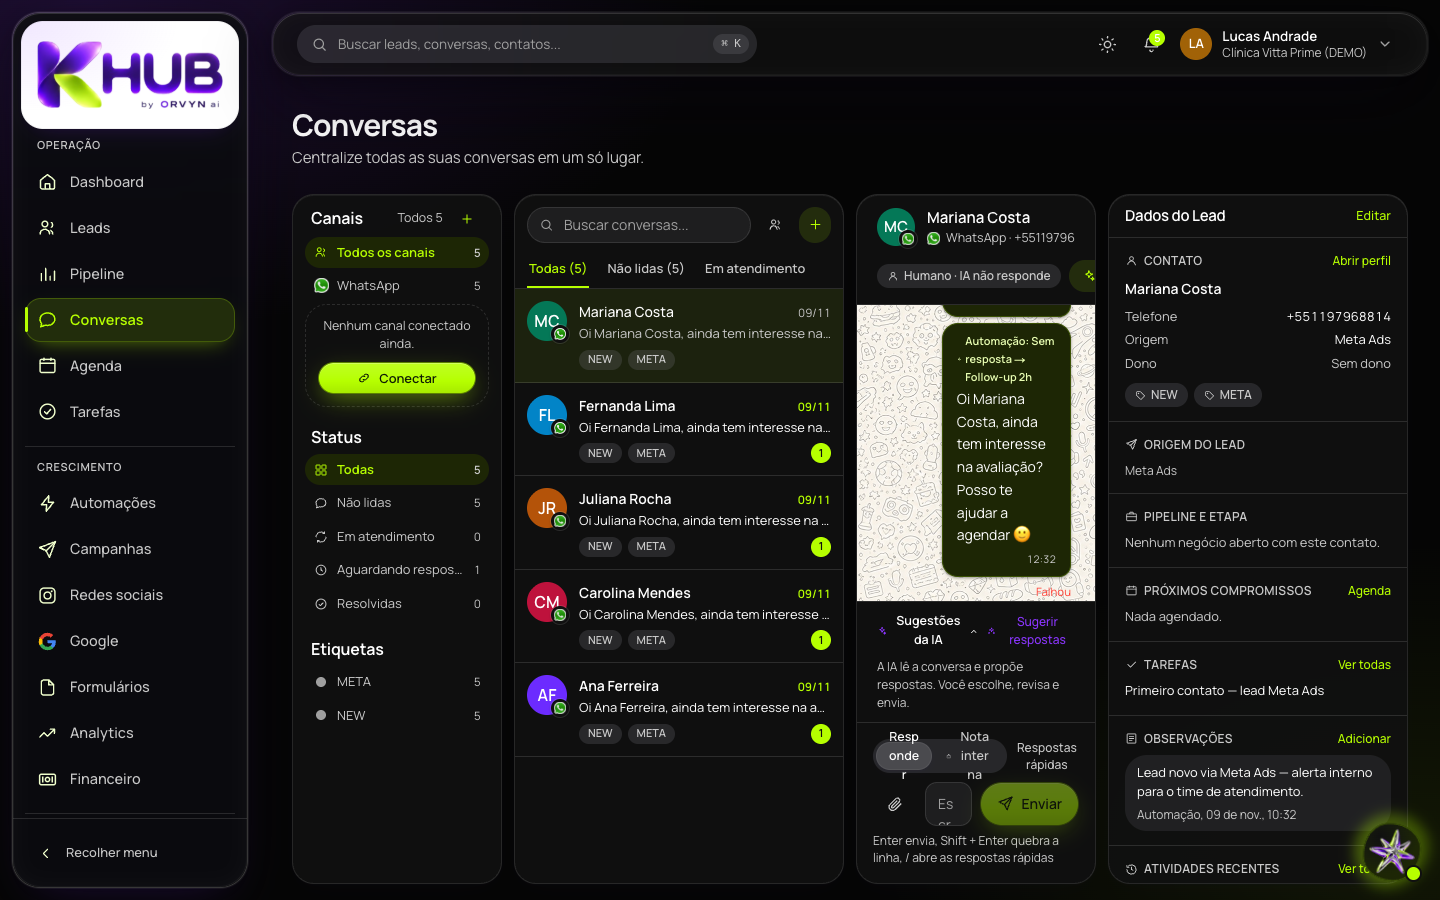 KHUB
by ORVYN ai
OPERAÇÃO
Dashboard
Leads
Pipeline
Conversas
Agenda
Tarefas
CRESCIMENTO
Automações
Campanhas
Redes sociais
Google
Formulários
Analytics
Financeiro
Recolher menu
Buscar leads, conversas, contatos...
⌘ K
5
LA
Lucas Andrade
Clínica Vitta Prime (DEMO)
Conversas
Centralize todas as suas conversas em um só lugar.
Canais
Todos 5
+
Todos os canais
5
WhatsApp
5
Nenhum canal conectado
ainda.
Conectar
Status
Todas
5
Não lidas
5
Em atendimento
0
Aguardando respos...
1
Resolvidas
0
Etiquetas
META
5
NEW
5
Buscar conversas...
+
Todas (5)
Não lidas (5)
Em atendimento
MC
Mariana Costa
09/11
Oi Mariana Costa, ainda tem interesse na...
NEW
META
FL
Fernanda Lima
09/11
Oi Fernanda Lima, ainda tem interesse na...
NEW
META
1
JR
Juliana Rocha
09/11
Oi Juliana Rocha, ainda tem interesse na ...
NEW
META
1
CM
Carolina Mendes
09/11
Oi Carolina Mendes, ainda tem interesse ...
NEW
META
1
AF
Ana Ferreira
09/11
Oi Ana Ferreira, ainda tem interesse na a...
NEW
META
1
MC
Mariana Costa
WhatsApp · +55119796
Humano · IA não responde
Automação: Sem
resposta →
Follow-up 2h
Oi Mariana
Costa, ainda
tem interesse
na avaliação?
Posso te
ajudar a
agendar 🙂
12:32
Falhou
Sugestões
da IA
Sugerir
respostas
A IA lê a conversa e propõe
respostas. Você escolhe, revisa e
envia.
Resp
onde
r
Nota
inter
na
Respostas
rápidas
Es
cr
Enviar
Enter envia, Shift + Enter quebra a
linha, / abre as respostas rápidas
Dados do Lead
Editar
CONTATO
Abrir perfil
Mariana Costa
Telefone
+551197968814
Origem
Meta Ads
Dono
Sem dono
NEW
META
ORIGEM DO LEAD
Meta Ads
PIPELINE E ETAPA
Nenhum negócio aberto com este contato.
PRÓXIMOS COMPROMISSOS
Agenda
Nada agendado.
TAREFAS
Ver todas
Primeiro contato — lead Meta Ads
OBSERVAÇÕES
Adicionar
Lead novo via Meta Ads — alerta interno
para o time de atendimento.
Automação, 09 de nov., 10:32
ATIVIDADES RECENTES
Ver